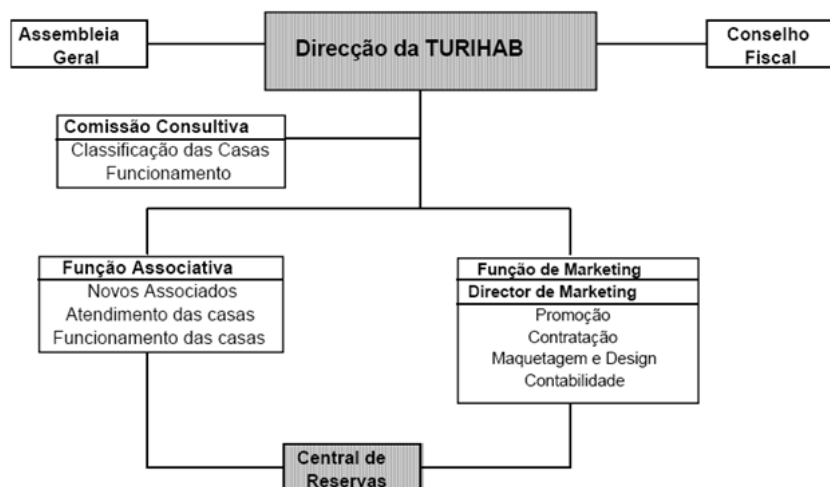 Assembleia
Geral
Direcção da TURIHAB
Conselho
Fiscal
Comissão Consultiva
Classificação das Casas
Funcionamento
Função Associativa
Novos Associados
Atendimento das casas
Funcionamento das casas
Função de Marketing
Director de Marketing
Promoção
Contratação
Maquetagem e Design
Contabilidade
Central de
Reservas